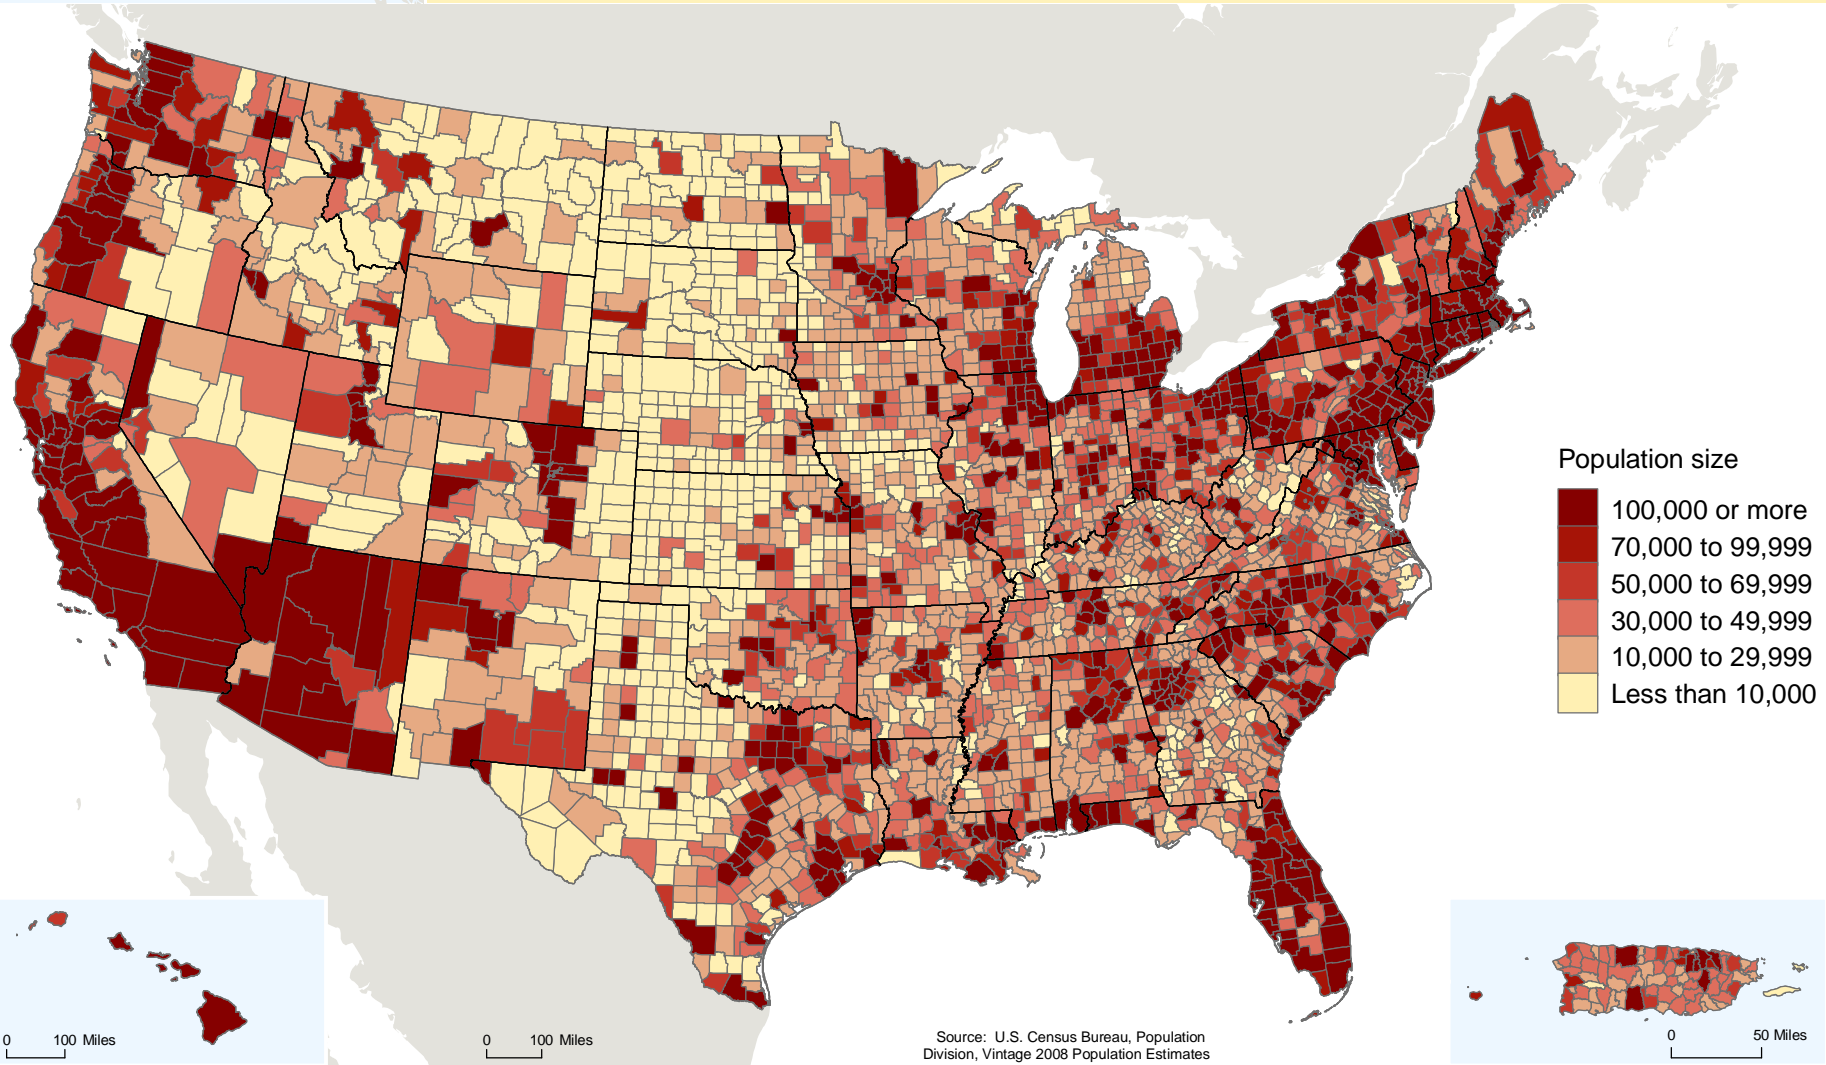 Population size
100,000 or more
70,000 to 99,999
50,000 to 69,999
30,000 to 49,999
10,000 to 29,999
Less than 10,000
0 100 Miles
0 100 Miles
Source: U.S. Census Bureau, Population
Division, Vintage 2008 Population Estimates
0 50 Miles